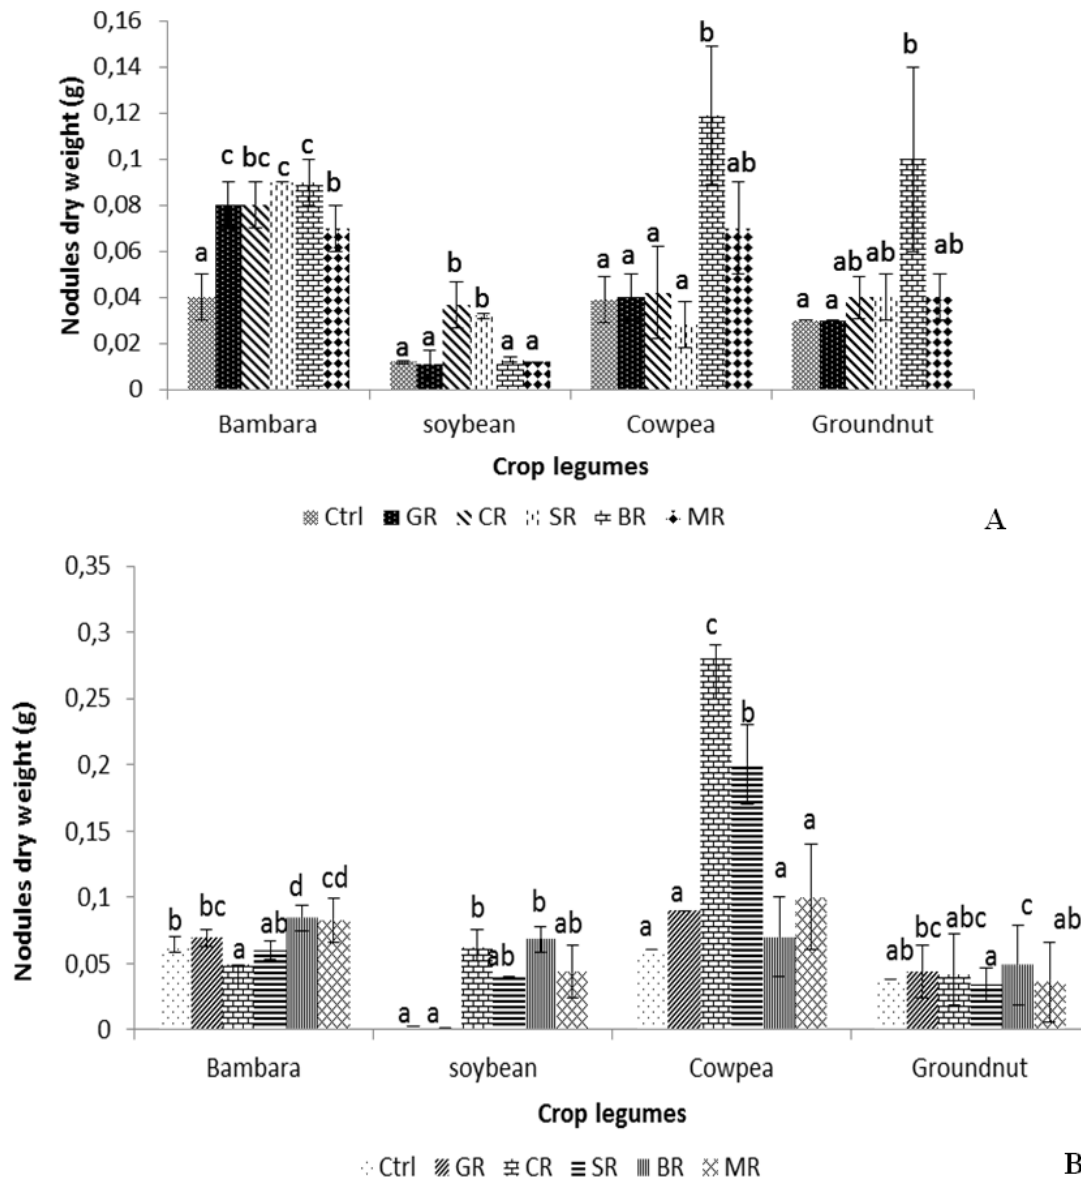 0,16
0,14
0,12
0,1
0,08
0,06
0,04
0,02
0
Nodules dry weight (g)
a c bc c c b
a a b b a a
a a a a b ab
a a ab ab b ab
Bambara soybean Cowpea Groundnut
Crop legumes
Ctrl GR CR SR BR MR
A
0,35
0,3
0,25
0,2
0,15
0,1
0,05
0
Nodules dry weight (g)
b bc a ab d cd
a a b ab b ab
a a c b a a
ab bc abc a c ab
Bambara soybean Cowpea Groundnut
Crop legumes
Ctrl GR CR SR BR MR
B